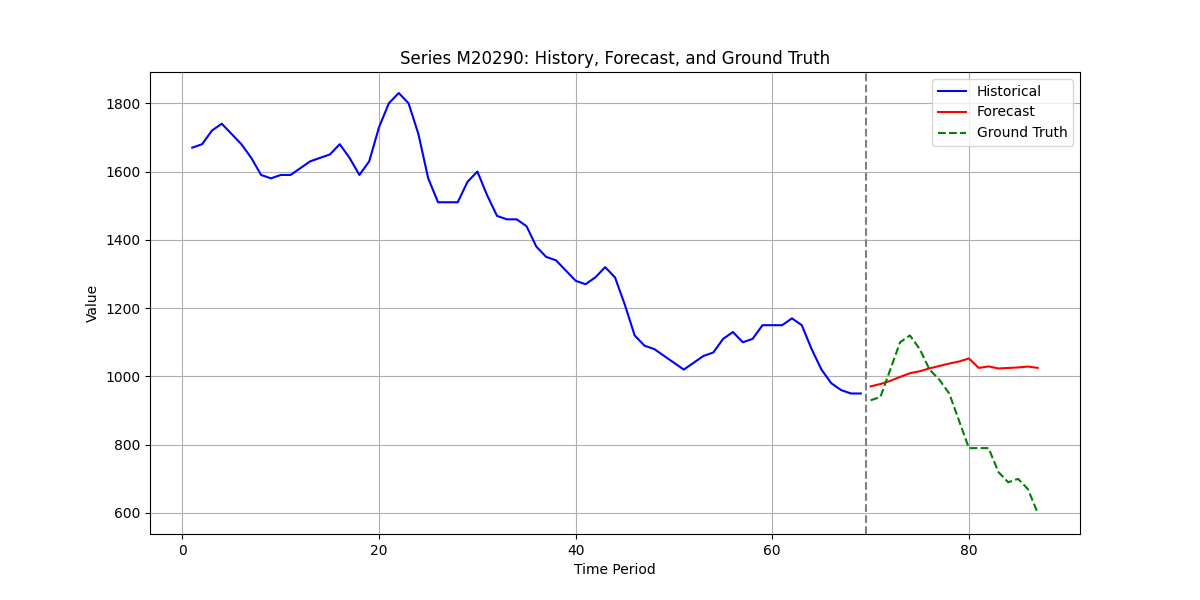 Series M20290: History, Forecast, and Ground Truth
Historical
Forecast
Ground Truth
Value
1800
1600
1400
1200
1000
800
600
0 20 40 60 80
Time Period